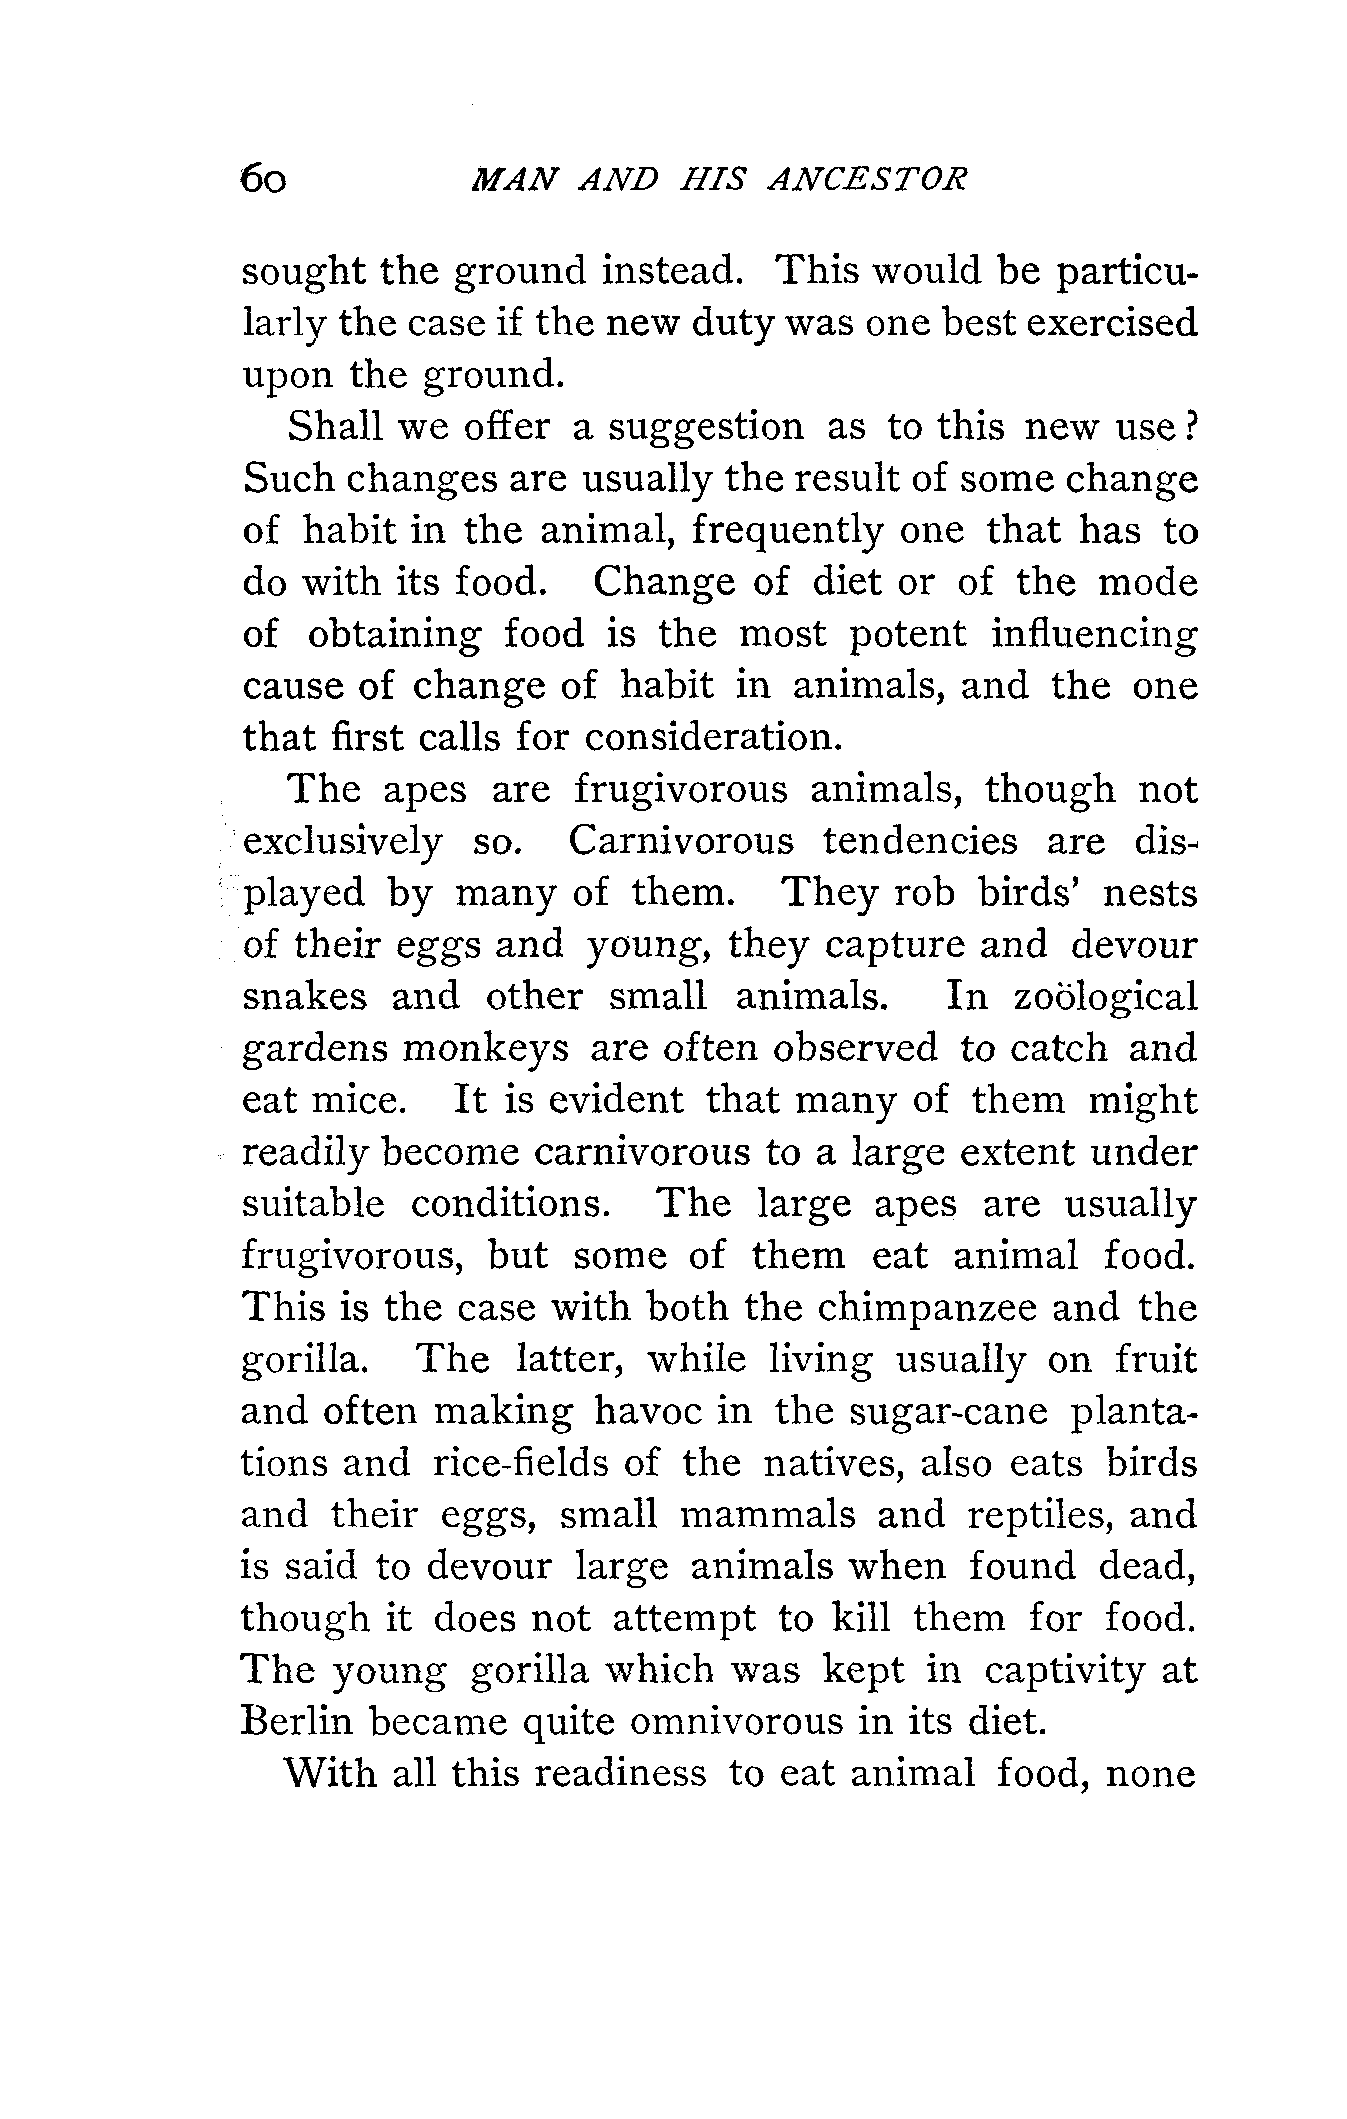 60 MAN AND HIS ANCESTOR
sought the ground instead. This would be particu-
larly the case if the new duty was one best exercised
upon the ground.
Shall we offer a suggestion as to this new use?
Such changes are usually the result of some change
of habit in the animal, frequently one that has to
do with its food. Change of diet or of the mode
of obtaining food is the most potent influencing
cause of change of habit in animals, and the one
that first calls for consideration.
The apes are frugivorous animals, though not
exclusively so. Carnivorous tendencies are dis-
played by many of them. They rob birds' nests
of their eggs and young, they capture and devour
snakes and other small animals. In zoölogical
gardens monkeys are often observed to catch and
eat mice. It is evident that many of them might
readily become carnivorous to a large extent under
suitable conditions. The large apes are usually
frugivorous, but some of them eat animal food.
This is the case with both the chimpanzee and the
gorilla. The latter, while living usually on fruit
and often making havoc in the sugar-cane planta-
tions and rice-fields of the natives, also eats birds
and their eggs, small mammals and reptiles, and
is said to devour large animals when found dead,
though it does not attempt to kill them for food.
The young gorilla which was kept in captivity at
Berlin became quite omnivorous in its diet.
With all this readiness to eat animal food, none